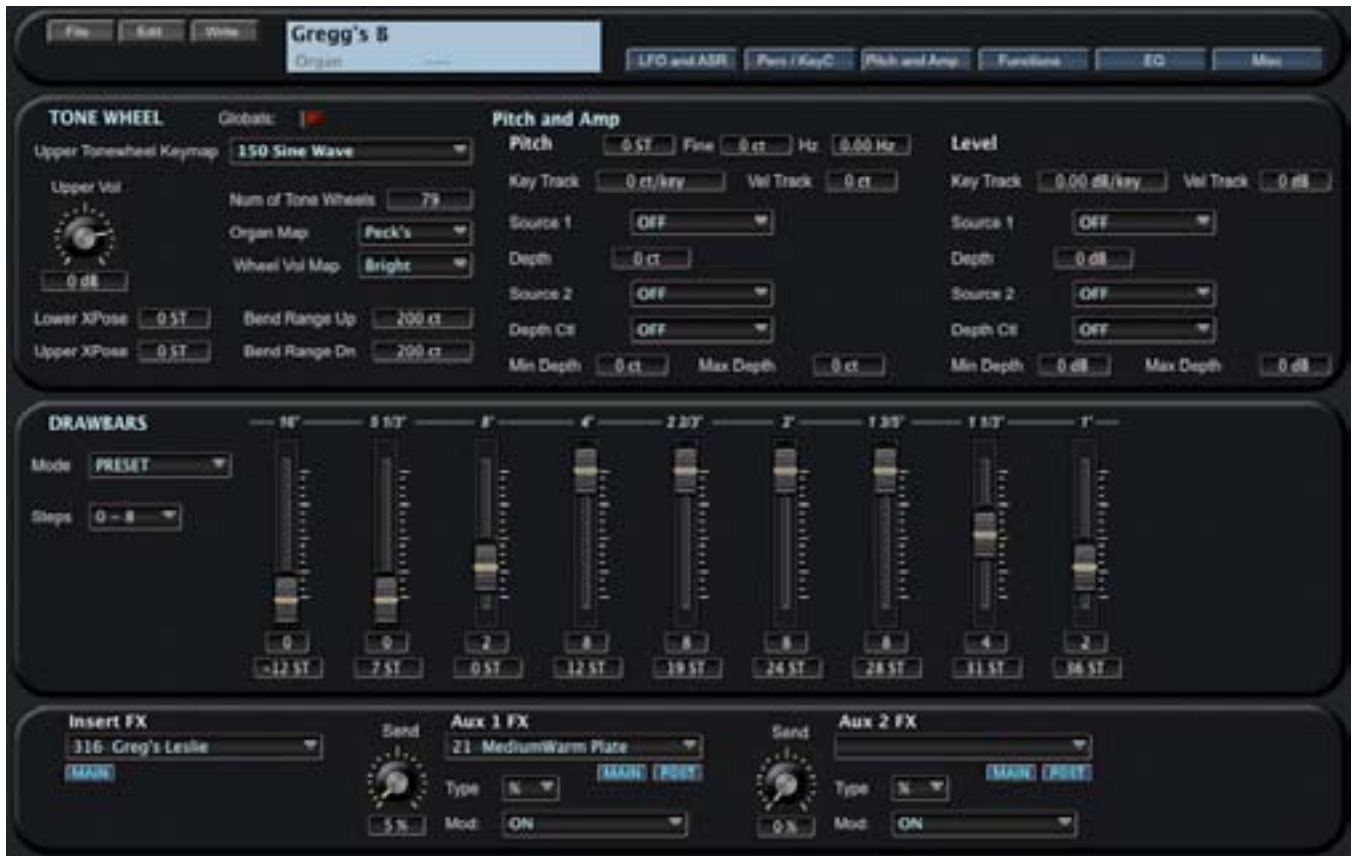 File Edit Write
Gregg's B
Organ ---
LFO and ASR Perc / KeyC Pitch and Amp Functions EQ Misc
TONE WHEEL Globals:
Upper Tonewheel Keymap 150 Sine Wave
Upper Vol
0 dB
Num of Tone Wheels 79
Organ Map Peck's
Wheel Vol Map Bright
Lower XPose 0 ST Bend Range Up 200 ct
Upper XPose 0 ST Bend Range Dn 200 ct
Pitch and Amp
Pitch 0 ST Fine 0 ct Hz 0.00 Hz
Key Track 0 ct/key Vel Track 0 ct
Source 1 OFF
Depth 0 ct
Source 2 OFF
Depth Ctl OFF
Min Depth 0 ct Max Depth 0 ct
Level
Key Track 0.00 dB/key Vel Track 0 dB
Source 1 OFF
Depth 0 dB
Source 2 OFF
Depth Ctl OFF
Min Depth 0 dB Max Depth 0 dB
DRAWBARS
Mode PRESET
Steps 0 - 8
16' 5 1/3' 8' 4' 2 2/3' 2' 1 3/5' 1 1/3' 1'
0 0 2 8 8 8 8 4 2
-12 ST 7 ST 0 ST 12 ST 19 ST 24 ST 28 ST 31 ST 36 ST
Insert FX
316 Greg's Leslie
MAIN
Send
5 %
Aux 1 FX
21 MediumWarm Plate
MAIN POST
Type %
Mod: ON
Send
0 %
Aux 2 FX
MAIN POST
Type %
Mod: ON